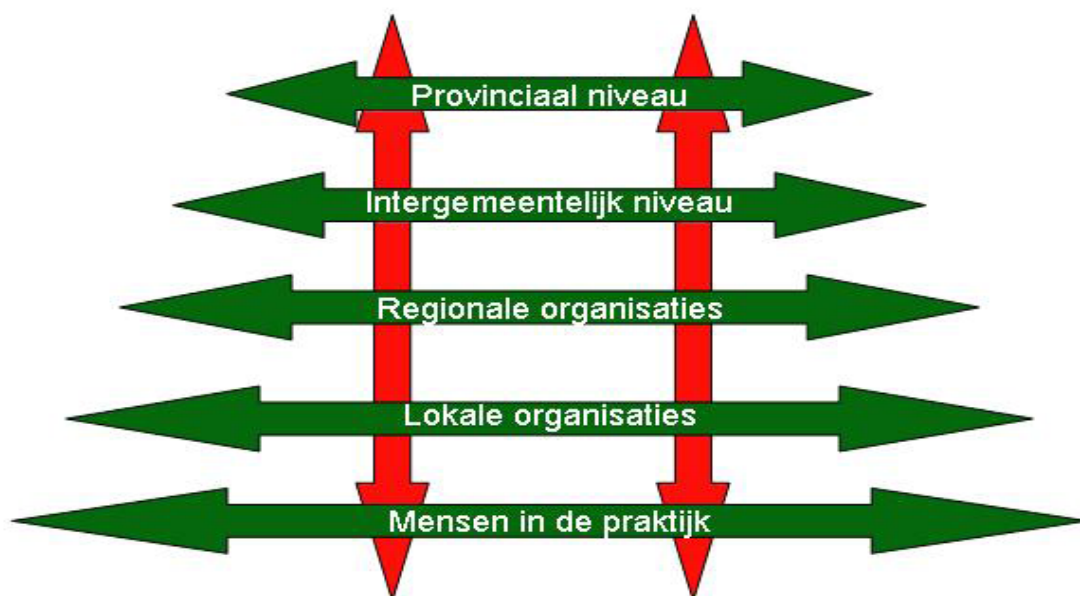 Provinciaal niveau
Intergemeentelijk niveau
Regionale organisaties
Lokale organisaties
Mensen in de praktijk